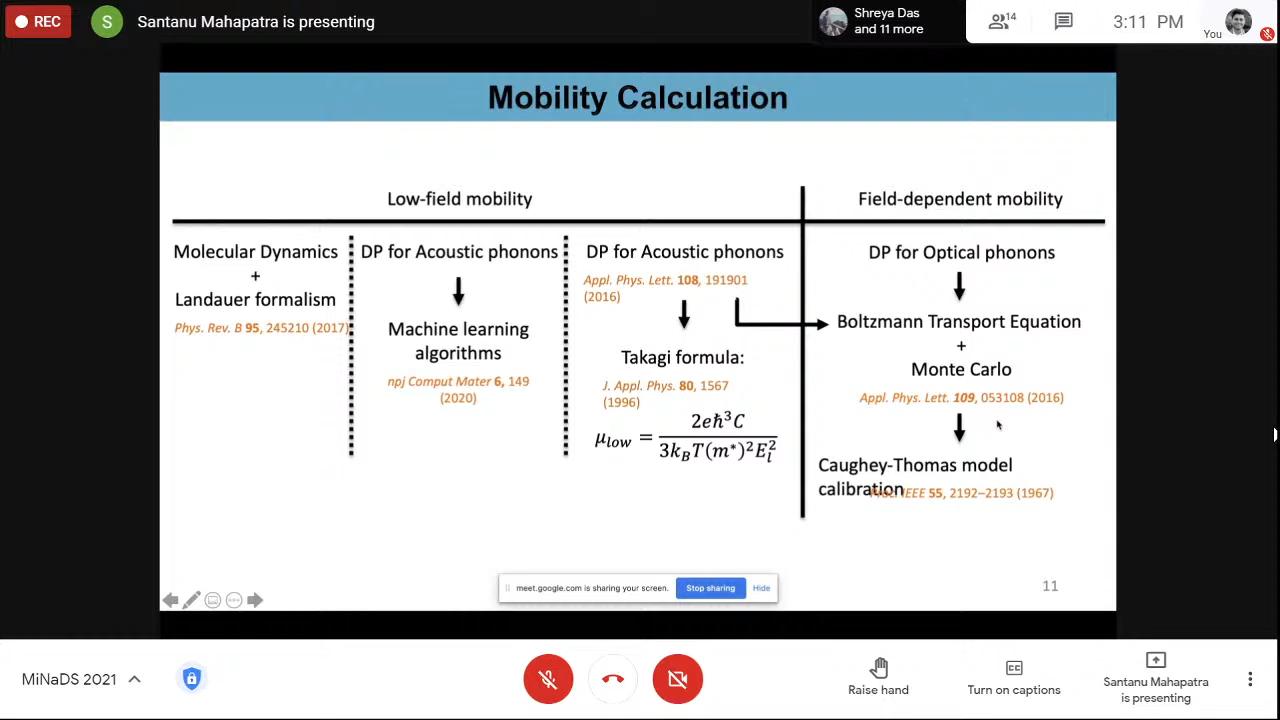 REC
S
Santanu Mahapatra is presenting
Shreya Das
and 11 more
14
3:11 PM
You
Mobility Calculation
Low-field mobility
Field-dependent mobility
Molecular Dynamics
+
Landauer formalism
Phys. Rev. B 95, 245210 (2017)
DP for Acoustic phonons
Machine learning
algorithms
npj Comput Mater 6, 149
(2020)
DP for Acoustic phonons
Appl. Phys. Lett. 108, 191901
(2016)
Takagi formula:
J. Appl. Phys. 80, 1567
(1996)
μ_low = 2eħ³C / 3k_BT(m*)²E_l²
DP for Optical phonons
Boltzmann Transport Equation
+
Monte Carlo
Appl. Phys. Lett. 109, 053108 (2016)
Caughey-Thomas model
calibration
IEEE 55, 2192–2193 (1967)
meet.google.com is sharing your screen.
Stop sharing
Hide
11
MiNaDS 2021
Raise hand
CC
Turn on captions
Santanu Mahapatra
is presenting